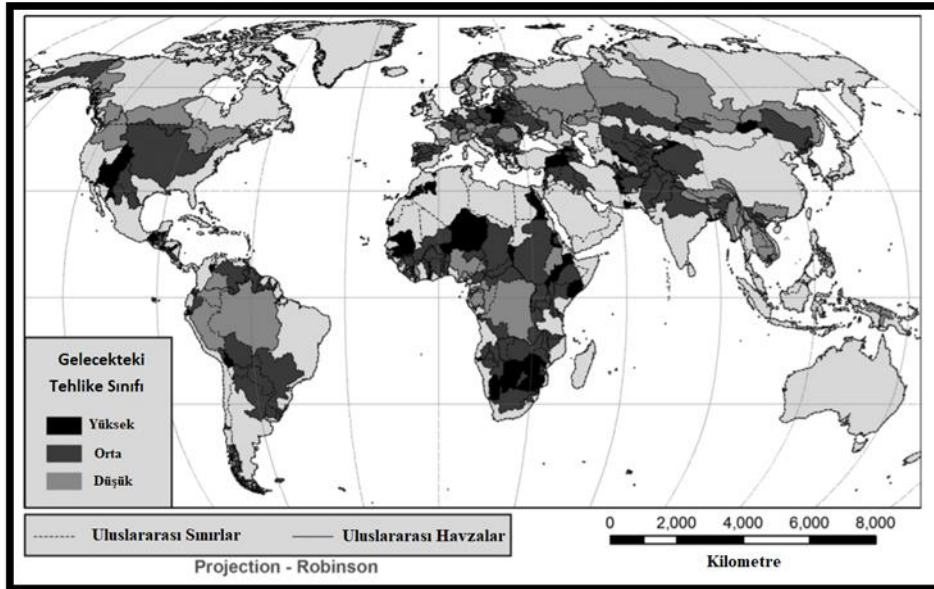 Gelecekteki
Tehlike Sınıfı
Yüksek
Orta
Düşük
Uluslararası Sınırlar
Uluslararası Havzalar
Projection - Robinson
0 2,000 4,000 6,000 8,000
Kilometre